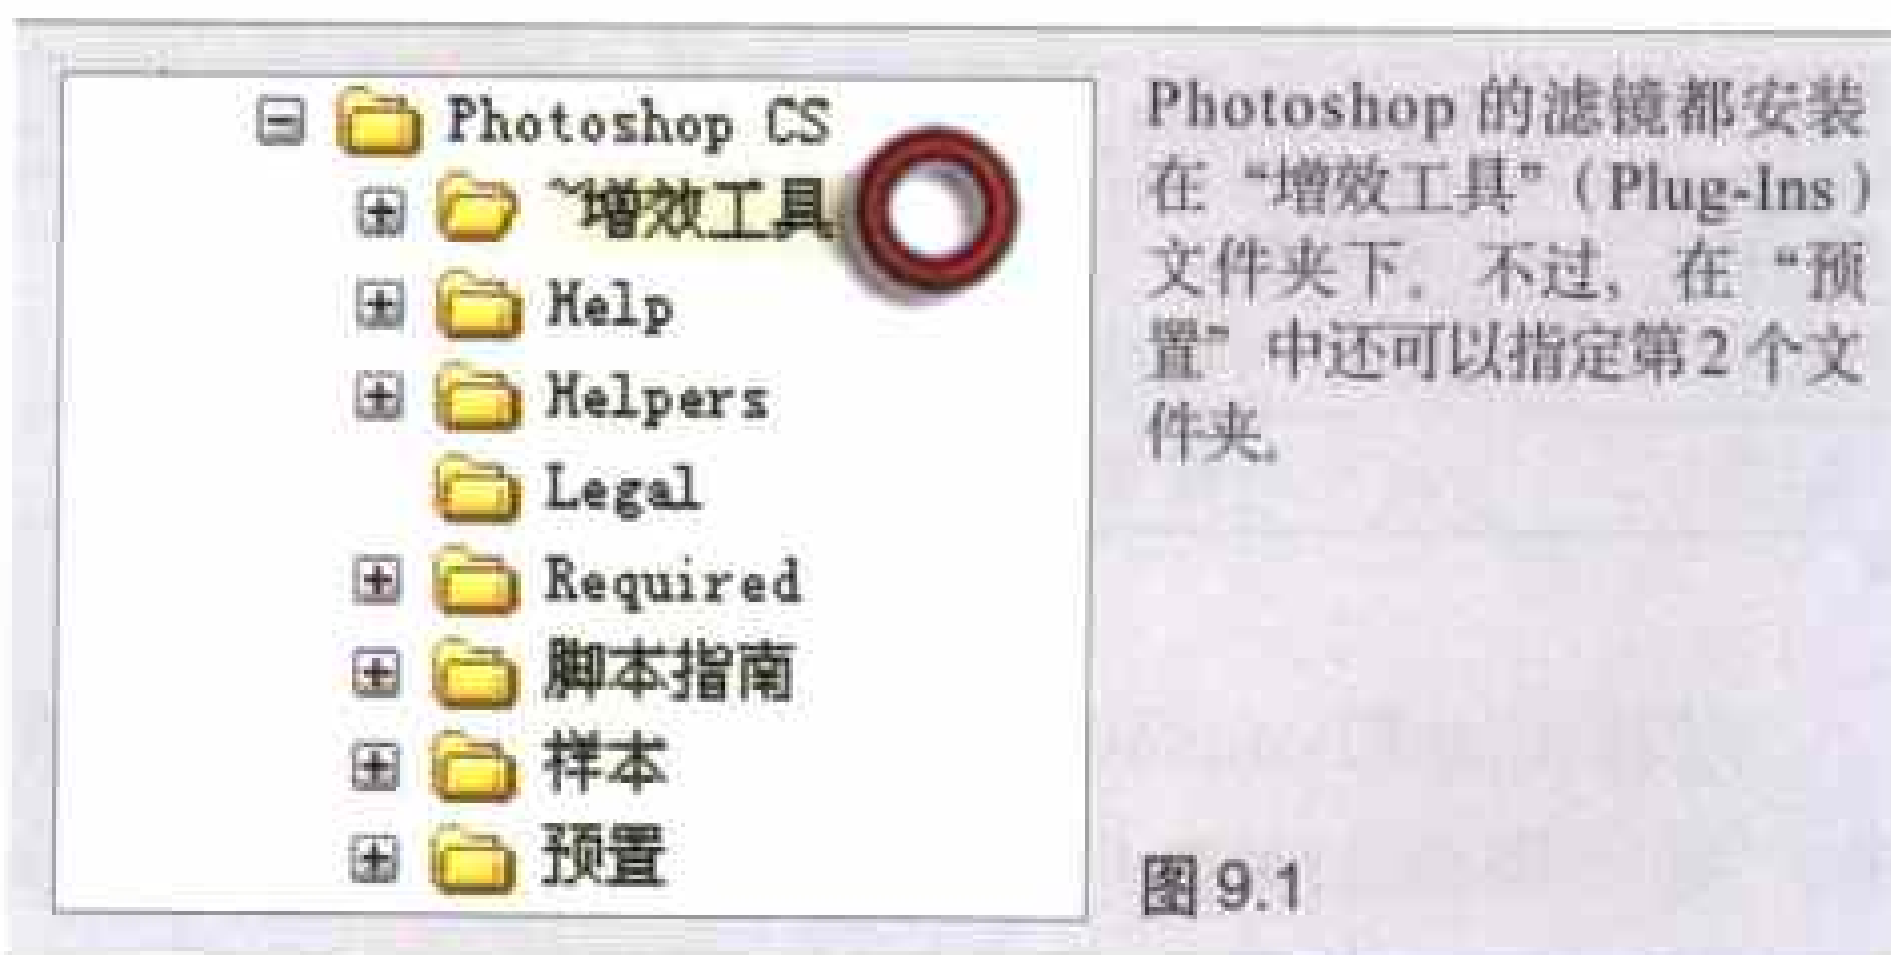 Photoshop CS
~增效工具
Help
Helpers
Legal
Required
脚本指南
样本
预置
Photoshop 的滤镜都安装
在“增效工具”（Plug-Ins）
文件夹下。不过，在“预
置”中还可以指定第2个文
件夹。
图 9.1